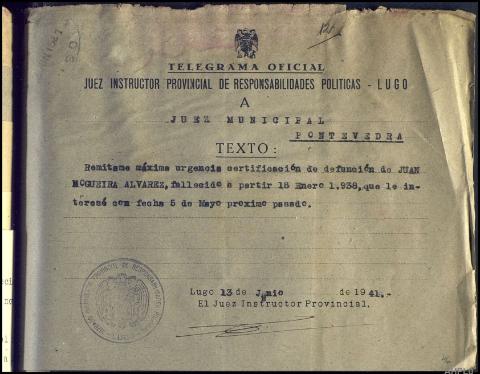 TELEGRAMA OFICIAL
JUEZ INSTRUCTOR PROVINCIAL DE RESPONSABILIDADES POLITICAS - LUGO
A
JUEZ MUNICIPAL
PONTEVEDRA
TEXTO:
Remitame máxima urgencia certificación de defunción de JUAN
NOGUEIRA ALVAREZ, fallecido a partir 18 Enero 1.938, que le in-
teresé con fecha 5 de Mayo proximo pasado.
Lugo 13 de Junio de 1941.-
El Juez Instructor Provincial.